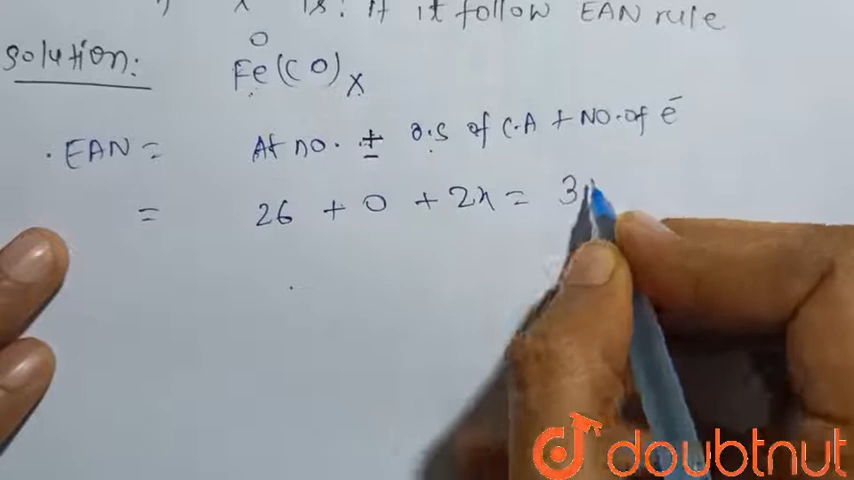 x is: if it follow EAN rule
Solution:
0
Fe(CO)x
EAN = At no. ± O.S of C.A + No. of e⁻
= 26 + 0 + 2x = 3
doubtnut